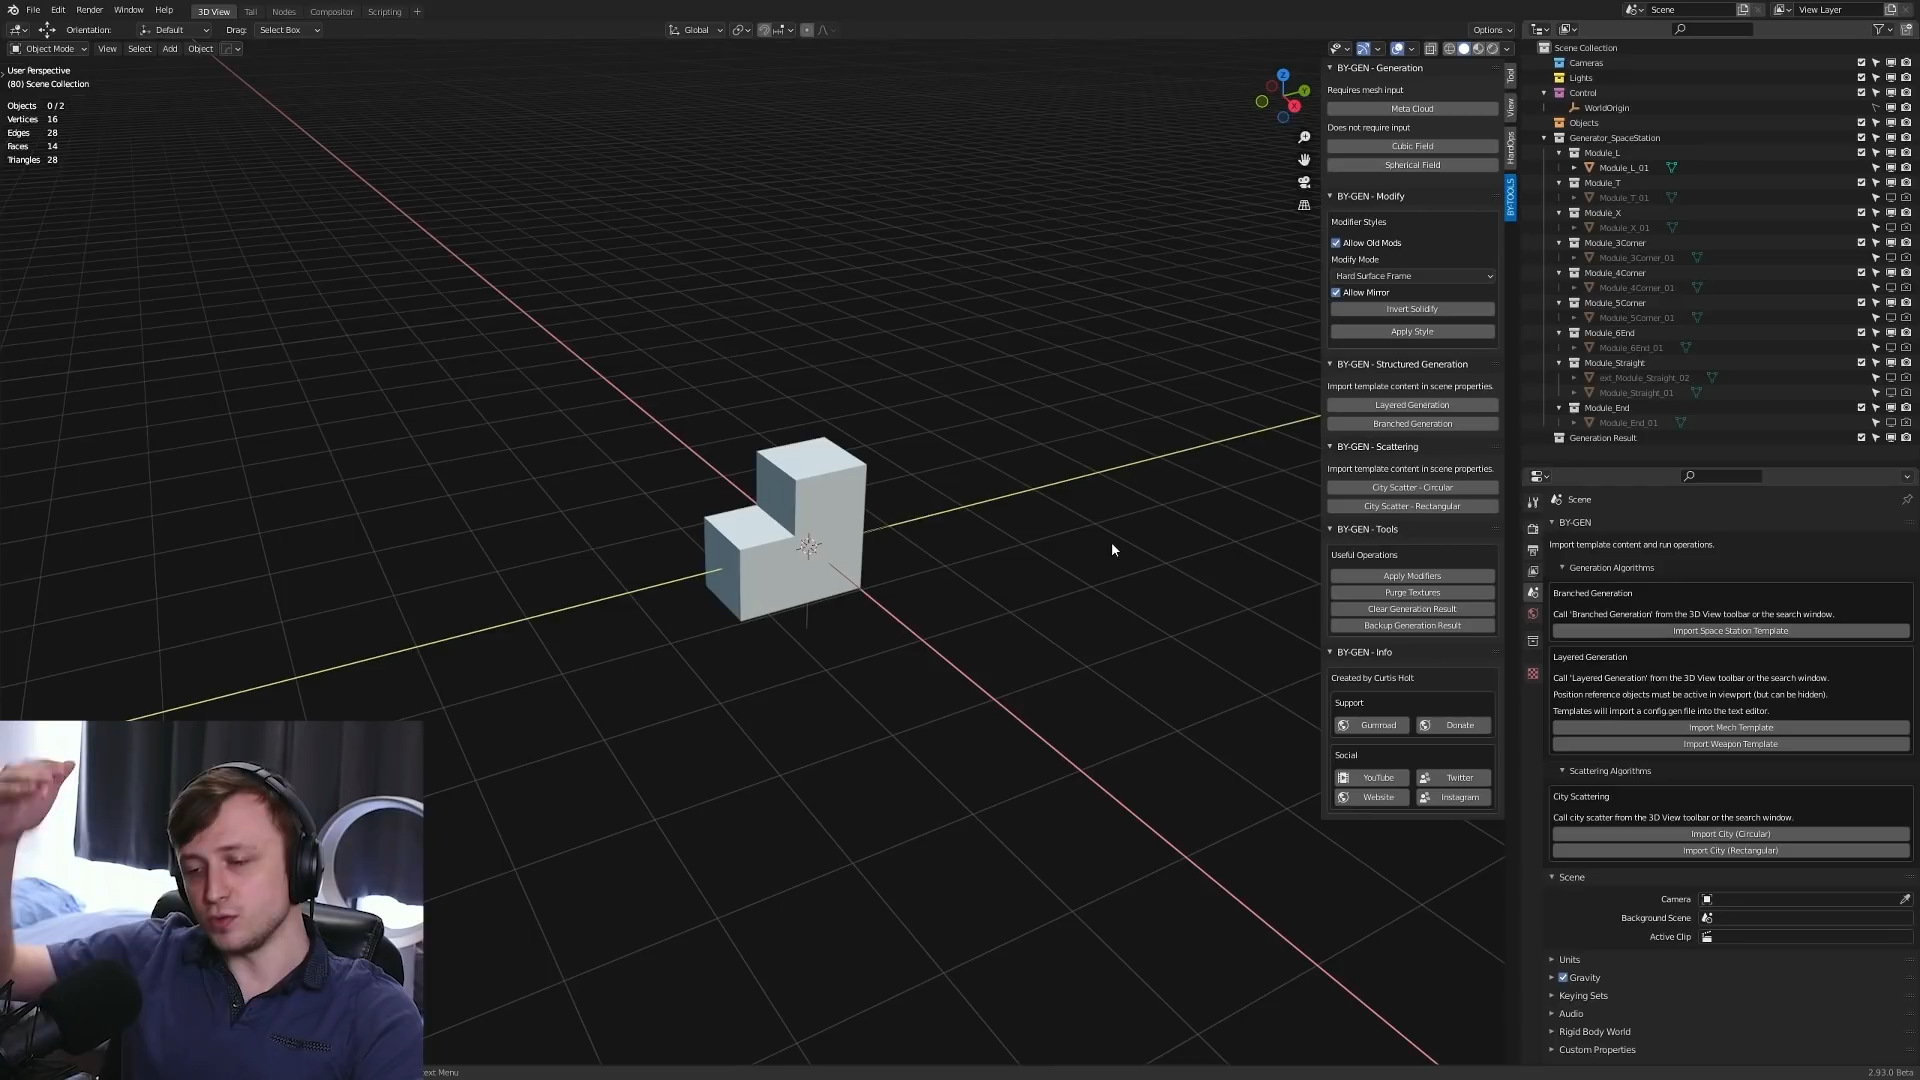 File Edit Render Window Help 3D View Tall Nodes Compositor Scripting +
Scene View Layer
Orientation: Default Drag: Select Box Global Options
Object Mode View Select Add Object
User Perspective
(80) Scene Collection
Objects 0 / 2
Vertices 16
Edges 28
Faces 14
Triangles 28
Z
Y
X
BY-GEN - Generation
Requires mesh input
Meta Cloud
Does not require input
Cubic Field
Spherical Field
BY-GEN - Modify
Modifier Styles
Allow Old Mods
Modify Mode
Hard Surface Frame
Allow Mirror
Invert Solidify
Apply Style
BY-GEN - Structured Generation
Import template content in scene properties.
Layered Generation
Branched Generation
BY-GEN - Scattering
Import template content in scene properties.
City Scatter - Circular
City Scatter - Rectangular
BY-GEN - Tools
Useful Operations
Apply Modifiers
Purge Textures
Clear Generation Result
Backup Generation Result
BY-GEN - Info
Created by Curtis Holt
Support
Gumroad Donate
Social
YouTube Twitter
Website Instagram
Tool
View
HardOps
BY-TOOLS
Scene Collection
Cameras
Lights
Control
WorldOrigin
Objects
Generator_SpaceStation
Module_L
Module_L_01
Module_T
Module_T_01
Module_X
Module_X_01
Module_3Corner
Module_3Corner_01
Module_4Corner
Module_4Corner_01
Module_5Corner
Module_5Corner_01
Module_6End
Module_6End_01
Module_Straight
ext_Module_Straight_02
Module_Straight_01
Module_End
Module_End_01
Generation Result
Scene
BY-GEN
Import template content and run operations.
Generation Algorithms
Branched Generation
Call 'Branched Generation' from the 3D View toolbar or the search window.
Import Space Station Template
Layered Generation
Call 'Layered Generation' from the 3D View toolbar or the search window.
Position reference objects must be active in viewport (but can be hidden).
Templates will import a config.gen file into the text editor.
Import Mech Template
Import Weapon Template
Scattering Algorithms
City Scattering
Call city scatter from the 3D View toolbar or the search window.
Import City (Circular)
Import City (Rectangular)
Scene
Camera
Background Scene
Active Clip
Units
Gravity
Keying Sets
Audio
Rigid Body World
Custom Properties
text Menu
2.93.0 Beta